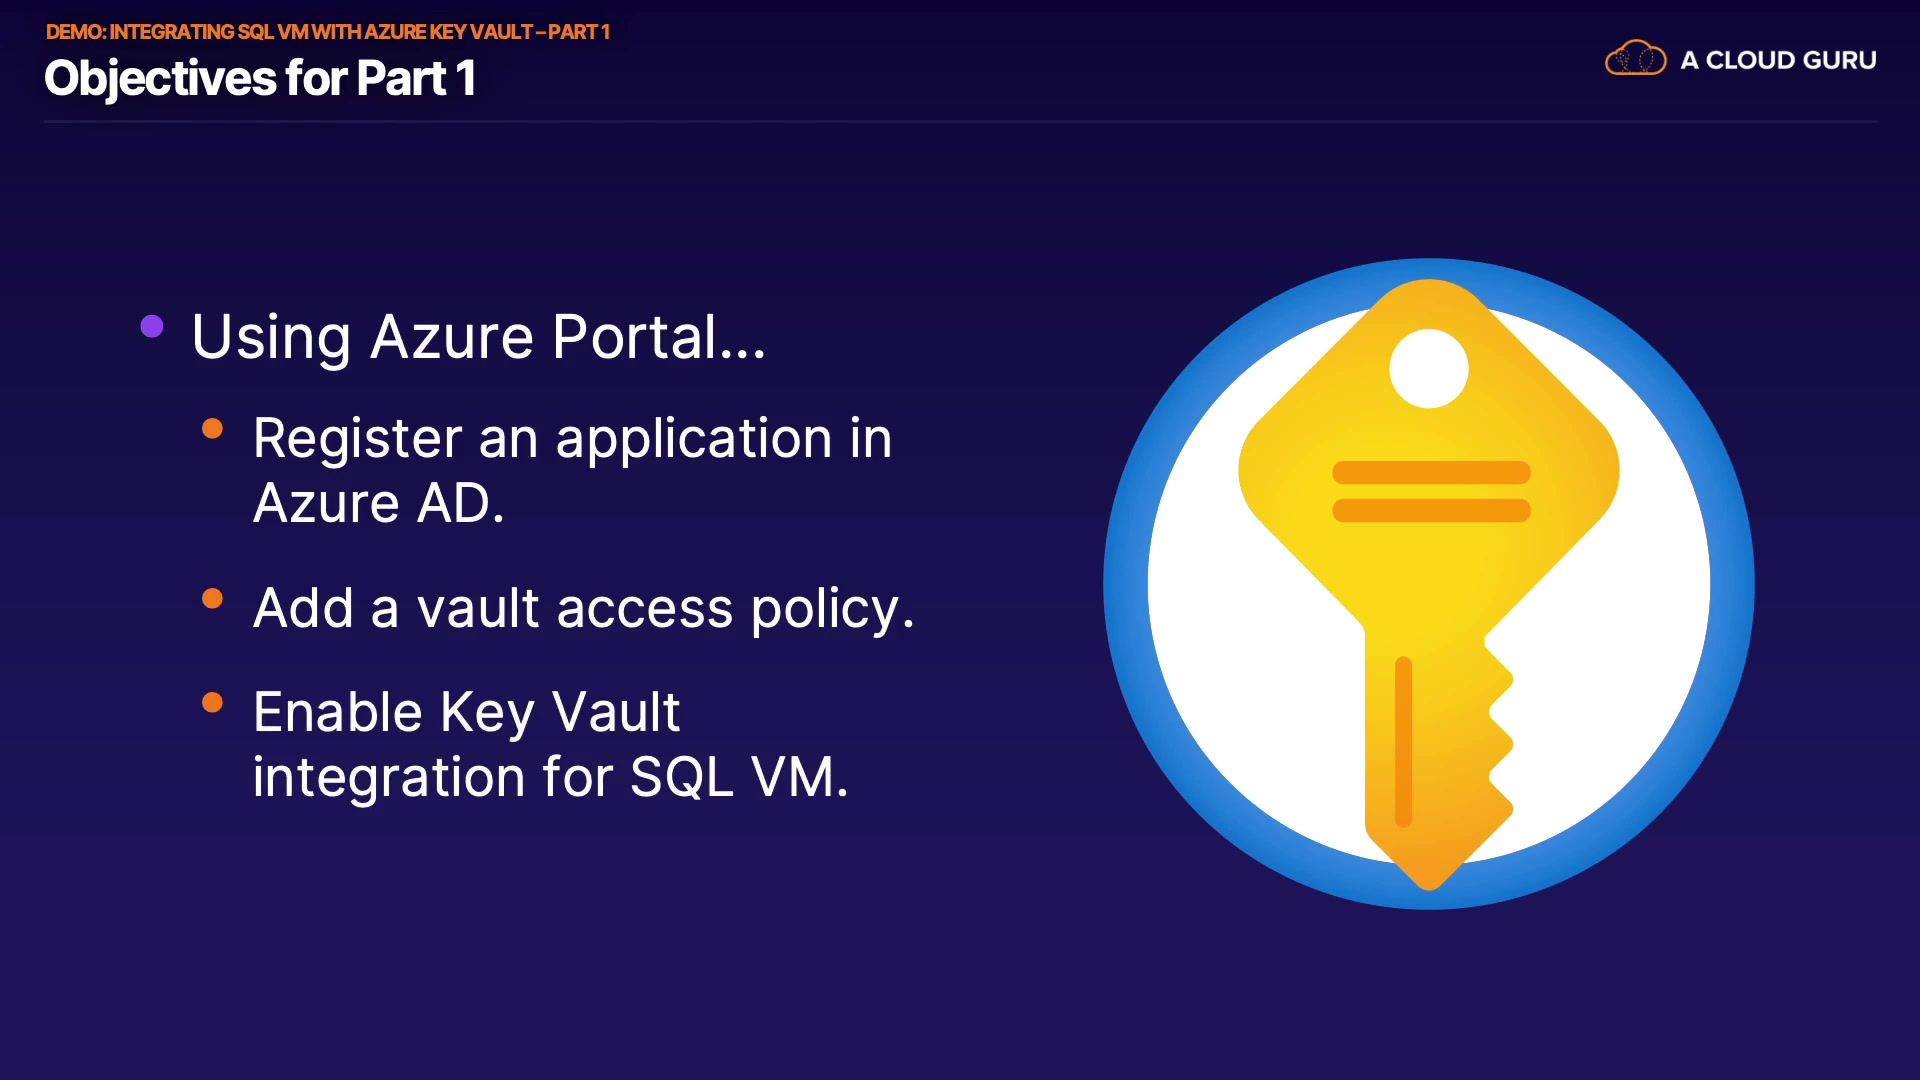 DEMO: INTEGRATING SQL VM WITH AZURE KEY VAULT – PART 1
Objectives for Part 1
A CLOUD GURU
Using Azure Portal...
Register an application in
Azure AD.
Add a vault access policy.
Enable Key Vault
integration for SQL VM.